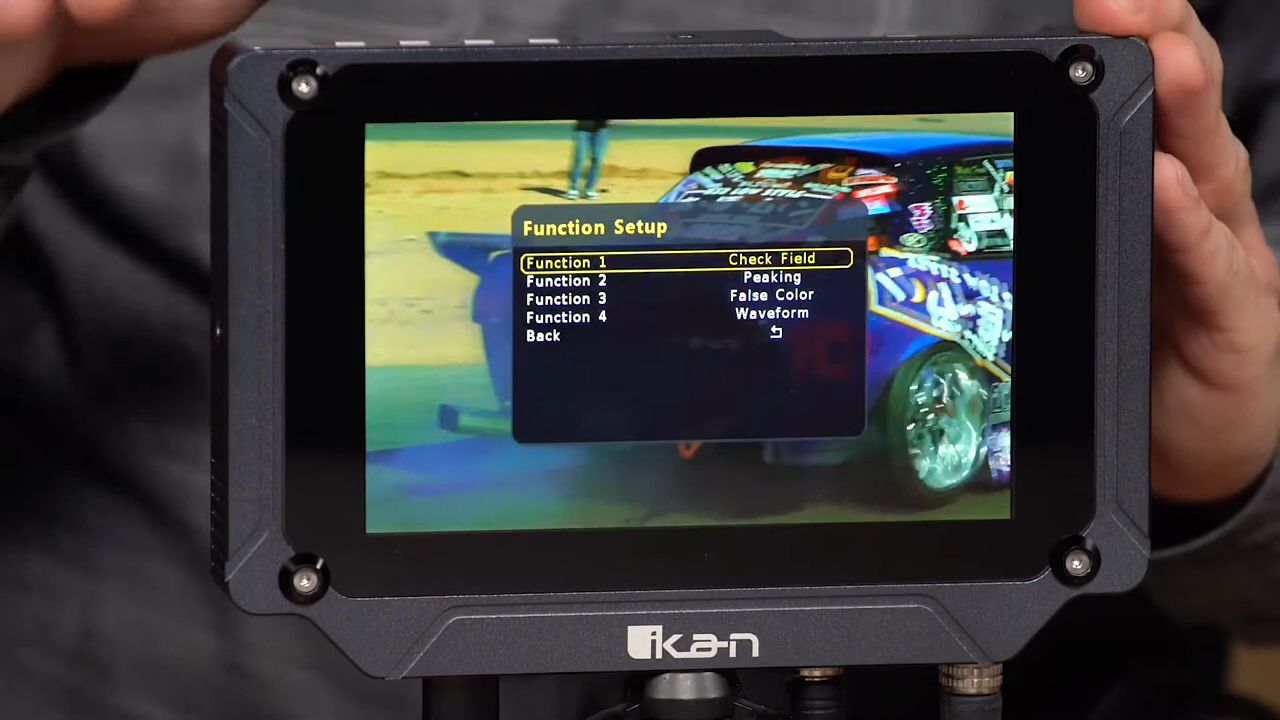 Function Setup
Function 1 Check Field
Function 2 Peaking
Function 3 False Color
Function 4 Waveform
Back
ikan